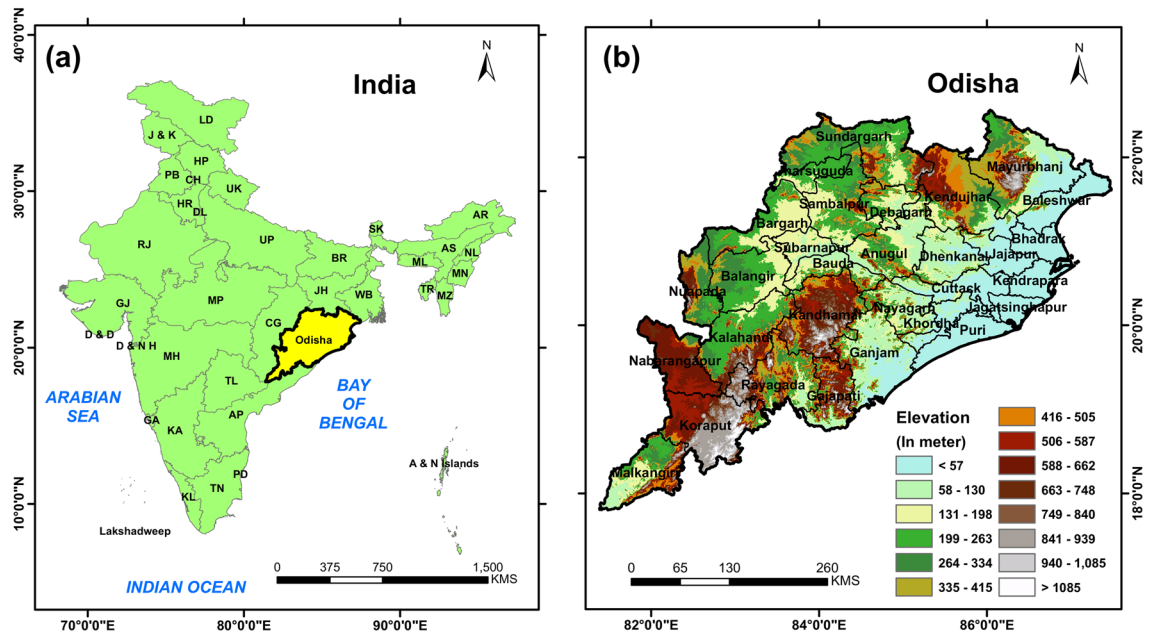 (a)
India
N
LD
J & K
HP
PB
CH
UK
HR
DL
RJ
UP
SK
AR
AS
NL
BR
ML
MN
TR
MZ
JH
WB
GJ
MP
CG
Odisha
D & D
D & N H
MH
TL
ARABIAN
SEA
BAY
OF
BENGAL
GA
KA
AP
PD
KL
TN
A & N Islands
Lakshadweep
INDIAN OCEAN
0 375 750 1,500
KMS
40°0'0"N
30°0'0"N
20°0'0"N
10°0'0"N
70°0'0"E 80°0'0"E 90°0'0"E
(b)
Odisha
N
Sundargarh
harsuguda
Mayurbhanj
Sambalpur
Kendujhar
Debagarh
Baleshwar
Bargarh
Subarnapur
Bhadrak
Anugul
Dhenkanal
Jajapur
Bauda
Balangir
Kendrapara
Nuapada
Cuttack
Kandhamal
Nayagarh
Jagatsinghapur
Khordha
Puri
Kalahandi
Nabarangapur
Ganjam
Rayagada
Gajapati
Koraput
Malkangiri
Elevation
(In meter)
< 57
58 - 130
131 - 198
199 - 263
264 - 334
335 - 415
416 - 505
506 - 587
588 - 662
663 - 748
749 - 840
841 - 939
940 - 1,085
> 1085
0 65 130 260
KMS
22°0'0"N
20°0'0"N
18°0'0"N
82°0'0"E 84°0'0"E 86°0'0"E